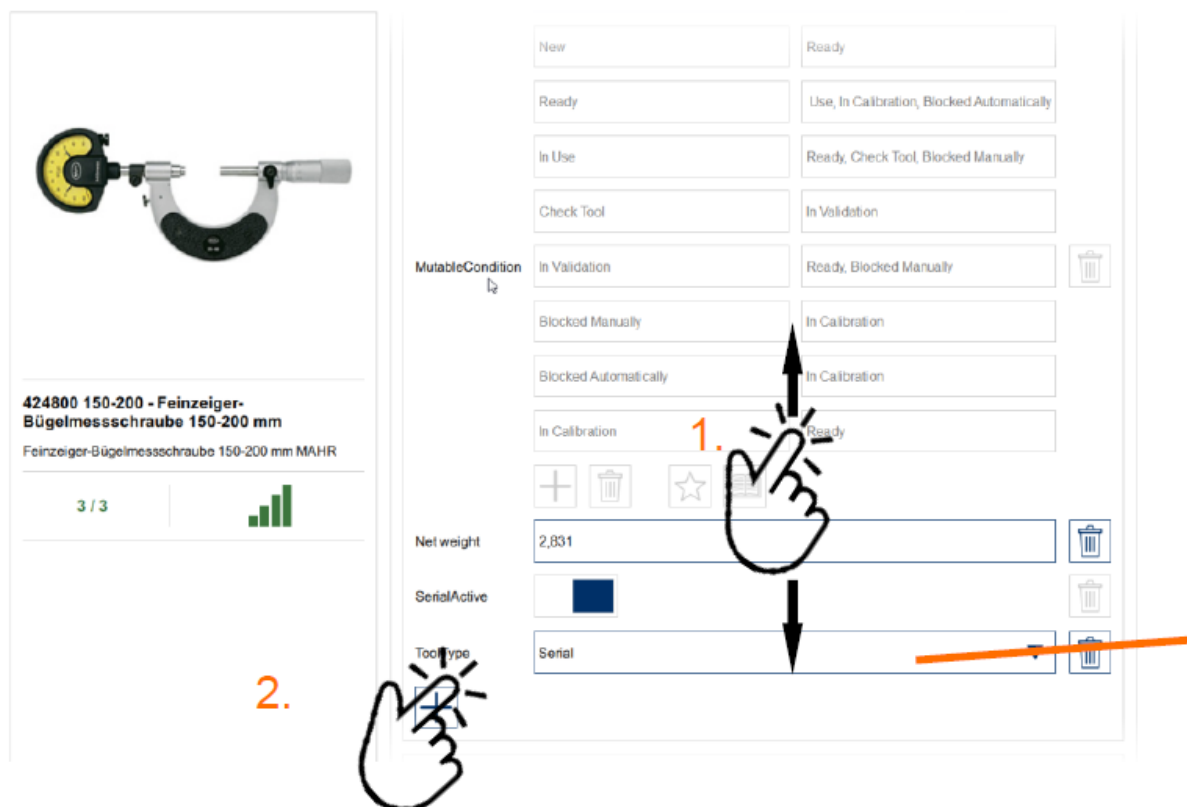 New
Ready
Ready
Use, In Calibration, Blocked Automatically
In Use
Ready, Check Tool, Blocked Manually
Check Tool
In Validation
MutableCondition
In Validation
Ready, Blocked Manually
Blocked Manually
In Calibration
Blocked Automatically
In Calibration
In Calibration
Ready
1.
424800 150-200 - Feinzeiger-
Bügelmessschraube 150-200 mm
Feinzeiger-Bügelmessschraube 150-200 mm MAHR
3 / 3
Net weight
2,831
SerialActive
ToolType
Serial
2.